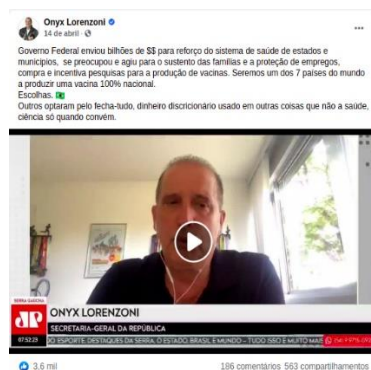 Onyx Lorenzoni
14 de abril ·
Governo Federal enviou bilhões de $$ para reforço do sistema de saúde de estados e
municípios, se preocupou e agiu para o sustento das famílias e a proteção de empregos,
compra e incentiva pesquisas para a produção de vacinas. Seremos um dos 7 países do mundo
a produzir uma vacina 100% nacional.
Escolhas.
Outros optaram pelo fecha-tudo, dinheiro discricionário usado em outras coisas que não a saúde,
ciência só quando convém.
SERRA GAÚCHA
JP
ONYX LORENZONI
SECRETARIA-GERAL DA REPÚBLICA
07:52:23
DO ESPORTE. DESTAQUES DA SERRA, O ESTADO, BRASIL E MUNDO - TUDO ISSO E MUITO MAIS
3,6 mil
186 comentários 563 compartilhamentos